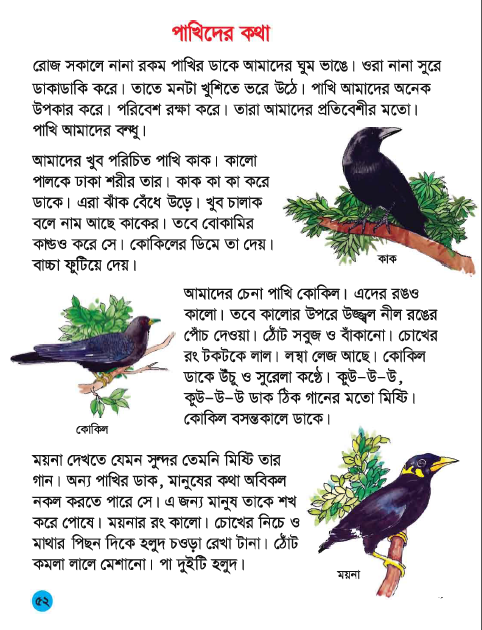 পাখিদের কথা
রোজ সকালে নানা রকম পাখির ডাকে আমাদের ঘুম ভাঙে। ওরা নানা সুরে
ডাকাডাকি করে। তাতে মনটা খুশিতে ভরে উঠে। পাখি আমাদের অনেক
উপকার করে। পরিবেশ রক্ষা করে। তারা আমাদের প্রতিবেশীর মতো।
পাখি আমাদের বন্ধু।
আমাদের খুব পরিচিত পাখি কাক। কালো
পালকে ঢাকা শরীর তার। কাক কা কা করে
ডাকে। এরা ঝাঁক বেঁধে উড়ে। খুব চালাক
বলে নাম আছে কাকের। তবে বোকামির
কাণ্ডও করে সে। কোকিলের ডিমে তা দেয়।
বাচ্চা ফুটিয়ে দেয়।
কাক
আমাদের চেনা পাখি কোকিল। এদের রঙও
কালো। তবে কালোর উপরে উজ্জ্বল নীল রঙের
পোঁচ দেওয়া। ঠোঁট সবুজ ও বাঁকানো। চোখের
রং টকটকে লাল। লম্বা লেজ আছে। কোকিল
ডাকে উঁচু ও সুরেলা কণ্ঠে। কূউ-উ-উ,
কূউ-উ-উ ডাক ঠিক গানের মতো মিষ্টি।
কোকিল বসন্তকালে ডাকে।
কোকিল
ময়না দেখতে যেমন সুন্দর তেমনি মিষ্টি তার
গান। অন্য পাখির ডাক, মানুষের কথা অবিকল
নকল করতে পারে সে। এ জন্য মানুষ তাকে শখ
করে পোষে। ময়নার রং কালো। চোখের নিচে ও
মাথার পিছন দিকে হলুদ চওড়া রেখা টানা। ঠোঁট
কমলা লালে মেশানো। পা দুইটি হলুদ।
ময়না
৫২